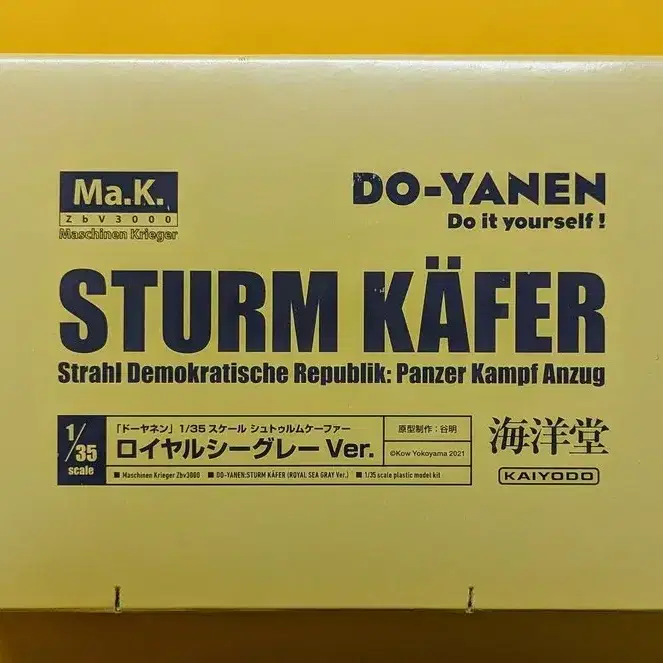 Ma.K.
ZbV3000
Maschinen Krieger
DO-YANEN
Do it yourself!
STURM KÄFER
Strahl Demokratische Republik: Panzer Kampf Anzug
1/35
scale
「ドーヤネン」1/35スケール シュトゥルムケーファー
ロイヤルシーグレー Ver.
■ Maschinen Krieger Zbv3000 ■ DO-YANEN:STURM KÄFER (ROYAL SEA GRAY Ver.) ■ 1/35 scale plastic model kit
原型制作:谷明
©Kow Yokoyama 2021
海洋堂
KAIYODO